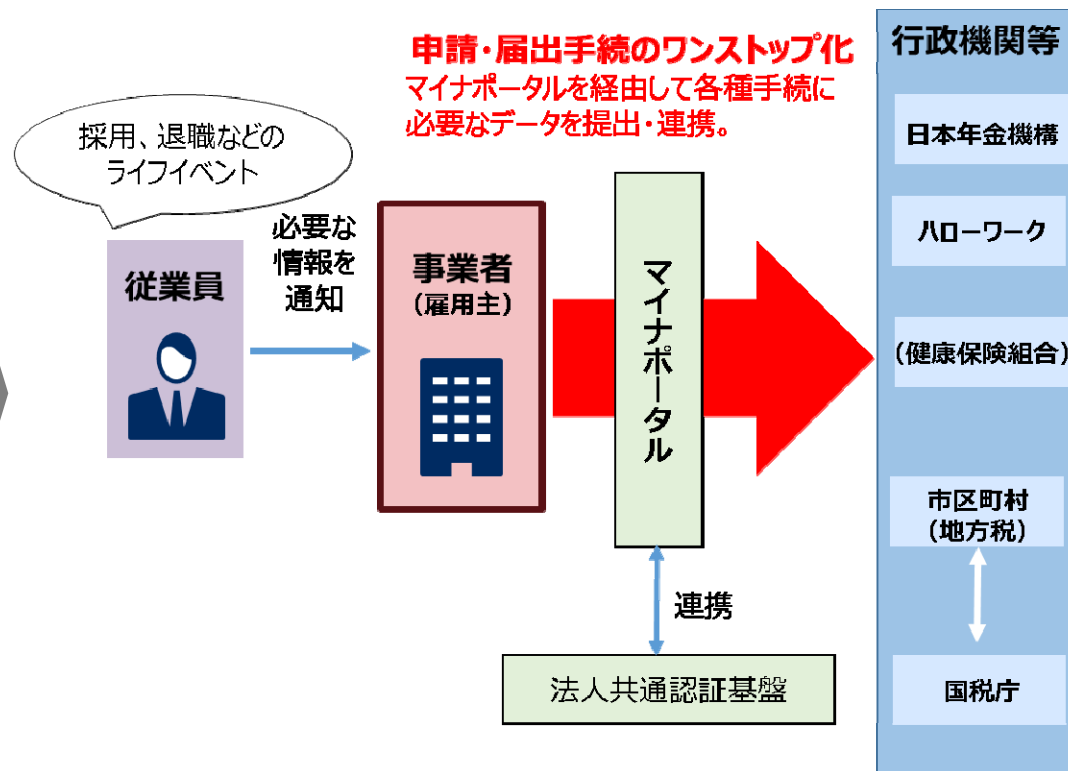 申請・届出手続のワンストップ化
マイナポータルを経由して各種手続に
必要なデータを提出・連携。
採用、退職などの
ライフイベント
従業員
必要な
情報を
通知
事業者
（雇用主）
マイナポータル
連携
法人共通認証基盤
行政機関等
日本年金機構
ハローワーク
（健康保険組合）
市区町村
（地方税）
国税庁